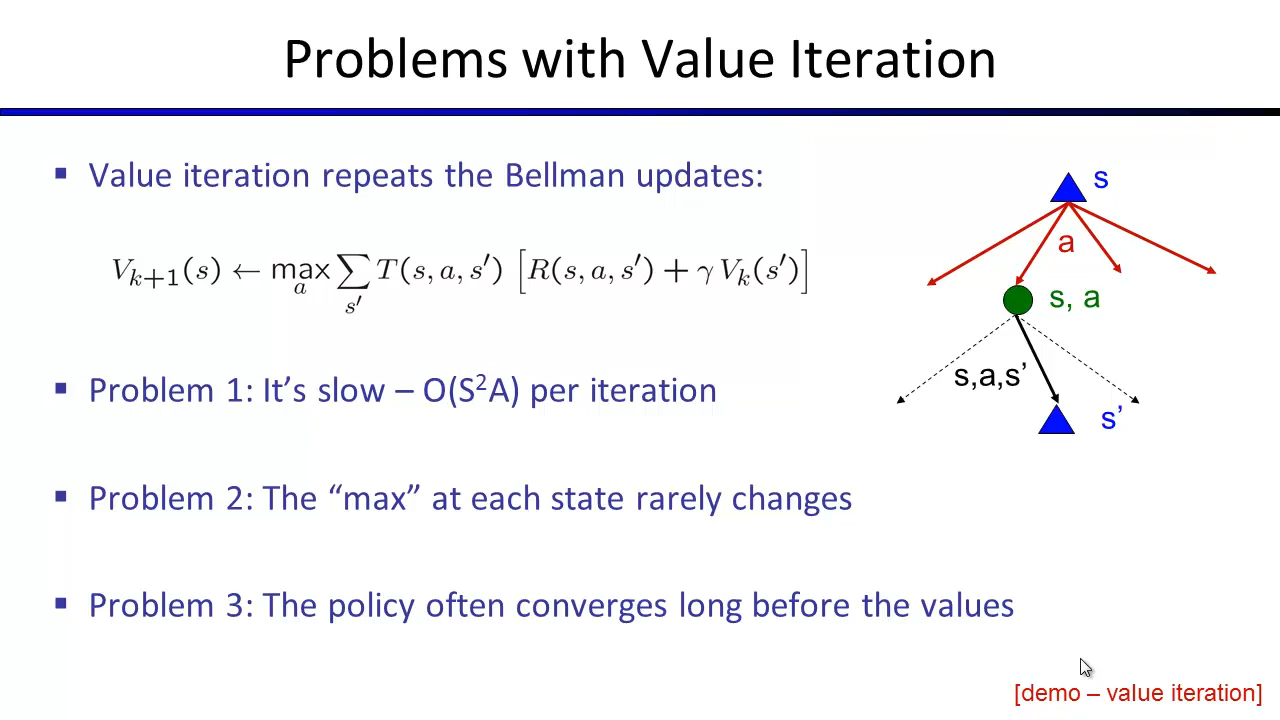 Problems with Value Iteration
▪ Value iteration repeats the Bellman updates:
V_{k+1}(s) ← max_a ∑_{s′} T(s, a, s′) [R(s, a, s′) + γ V_k(s′)]
▪ Problem 1: It’s slow – O(S²A) per iteration
▪ Problem 2: The “max” at each state rarely changes
▪ Problem 3: The policy often converges long before the values
s
a
s, a
s,a,s’
s’
[demo – value iteration]